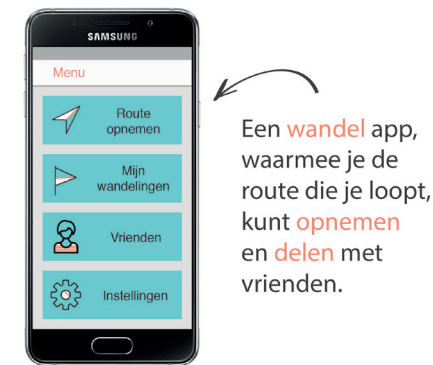 SAMSUNG
Menu
Route
opnemen
Mijn
wandelingen
Vrienden
Instellingen
Een wandel app,
waarmee je de
route die je loopt,
kunt opnemen
en delen met
vrienden.